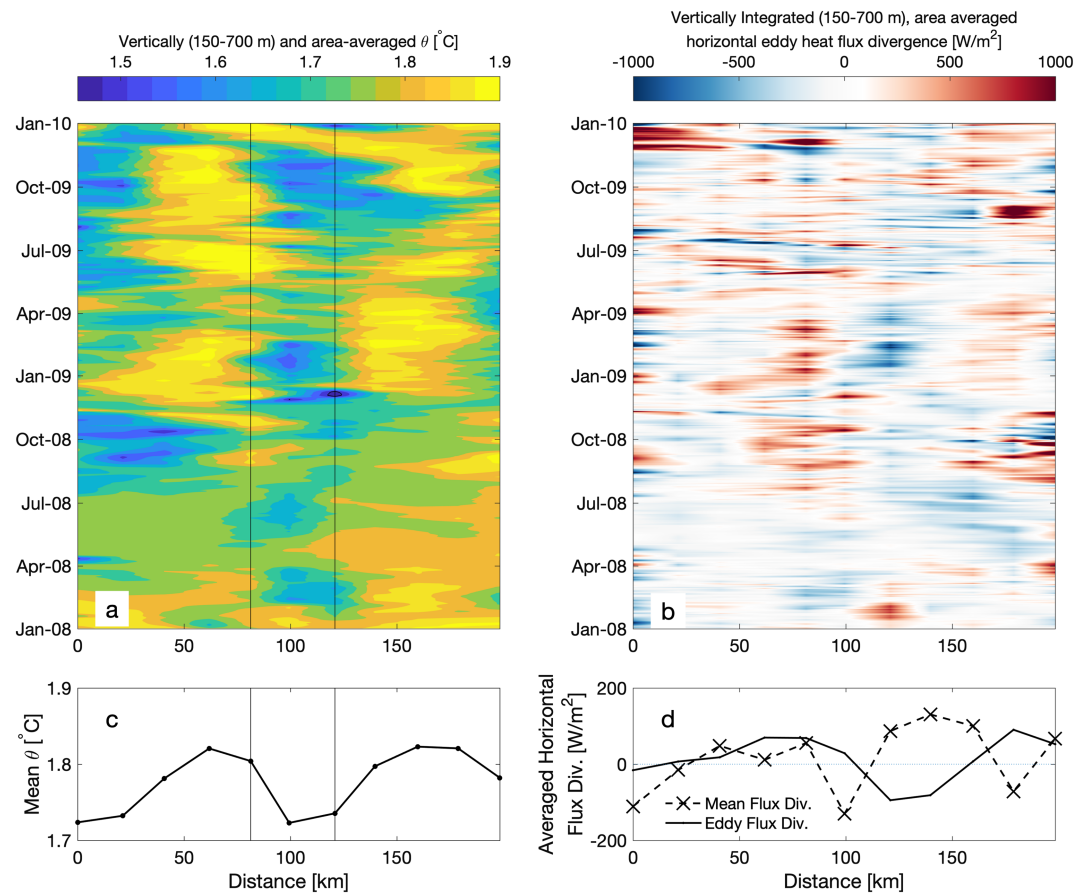 Vertically (150-700 m) and area-averaged θ [°C]
1.5 1.6 1.7 1.8 1.9
Jan-10
Oct-09
Jul-09
Apr-09
Jan-09
Oct-08
Jul-08
Apr-08
Jan-08
a
0 50 100 150
Vertically Integrated (150-700 m), area averaged
horizontal eddy heat flux divergence [W/m²]
-1000 -500 0 500 1000
Jan-10
Oct-09
Jul-09
Apr-09
Jan-09
Oct-08
Jul-08
Apr-08
Jan-08
b
0 50 100 150
Mean θ [°C]
1.9
1.8
1.7
c
0 50 100 150
Distance [km]
Averaged Horizontal
Flux Div. [W/m²]
200
0
-200
d
Mean Flux Div.
Eddy Flux Div.
0 50 100 150
Distance [km]